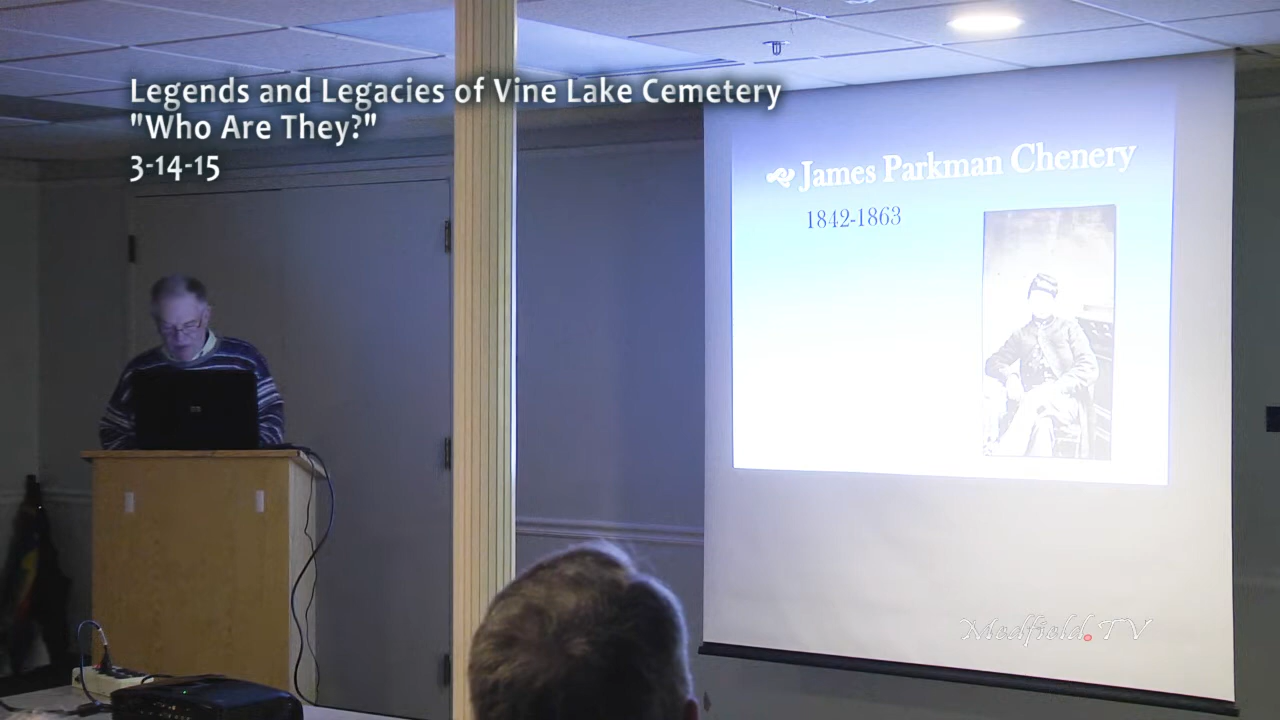 Legends and Legacies of Vine Lake Cemetery
"Who Are They?"
3-14-15
James Parkman Chenery
1842-1863
Medfield.TV